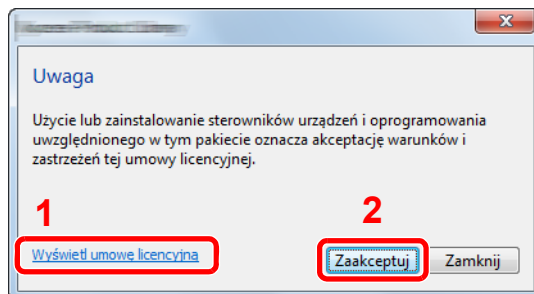 Uwaga
Użycie lub zainstalowanie sterowników urządzeń i oprogramowania
uwzględnionego w tym pakiecie oznacza akceptację warunków i
zastrzeżeń tej umowy licencyjnej.
1
2
Wyświetl umowę licencyjną
Zaakceptuj
Zamknij